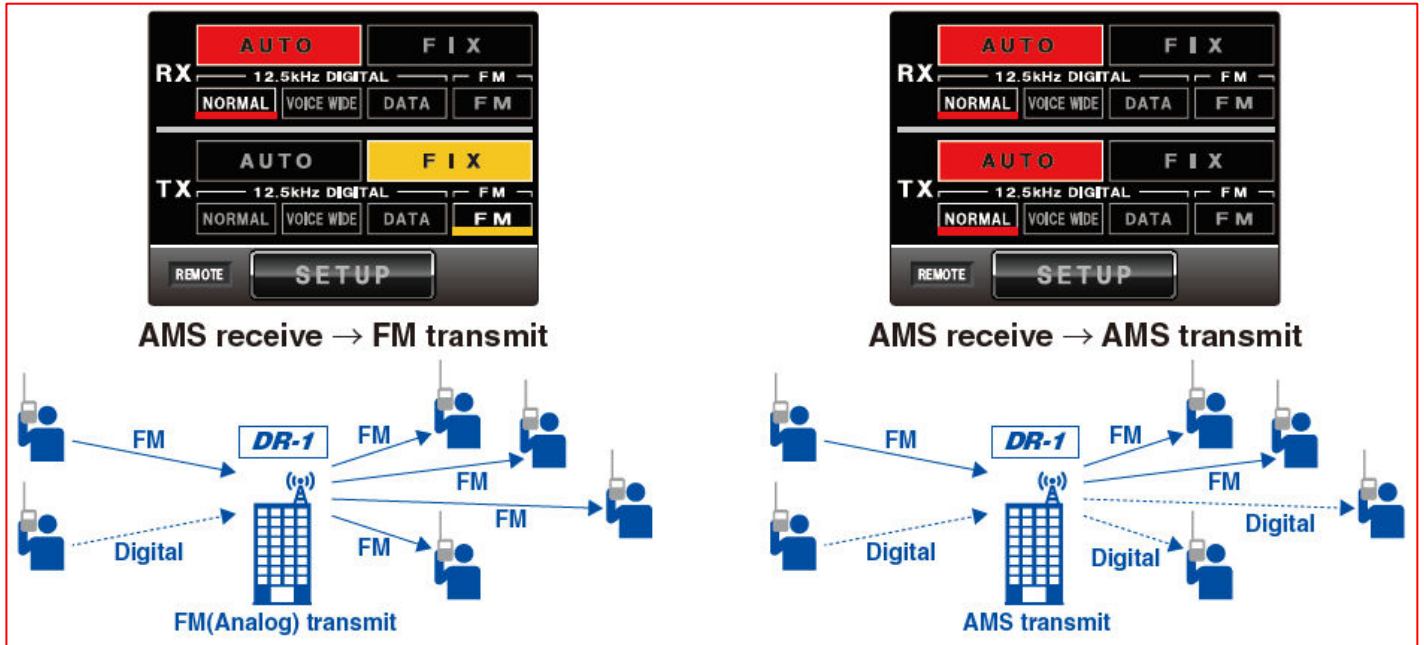 AUTO FIX
RX 12.5kHz DIGITAL FM
NORMAL VOICE WIDE DATA FM
AUTO FIX
TX 12.5kHz DIGITAL FM
NORMAL VOICE WIDE DATA FM
REMOTE SETUP
AMS receive → FM transmit
FM DR-1 FM
FM
FM
Digital FM
FM(Analog) transmit
AUTO FIX
RX 12.5kHz DIGITAL FM
NORMAL VOICE WIDE DATA FM
AUTO FIX
TX 12.5kHz DIGITAL FM
NORMAL VOICE WIDE DATA FM
REMOTE SETUP
AMS receive → AMS transmit
FM DR-1 FM
FM
Digital
Digital Digital
AMS transmit